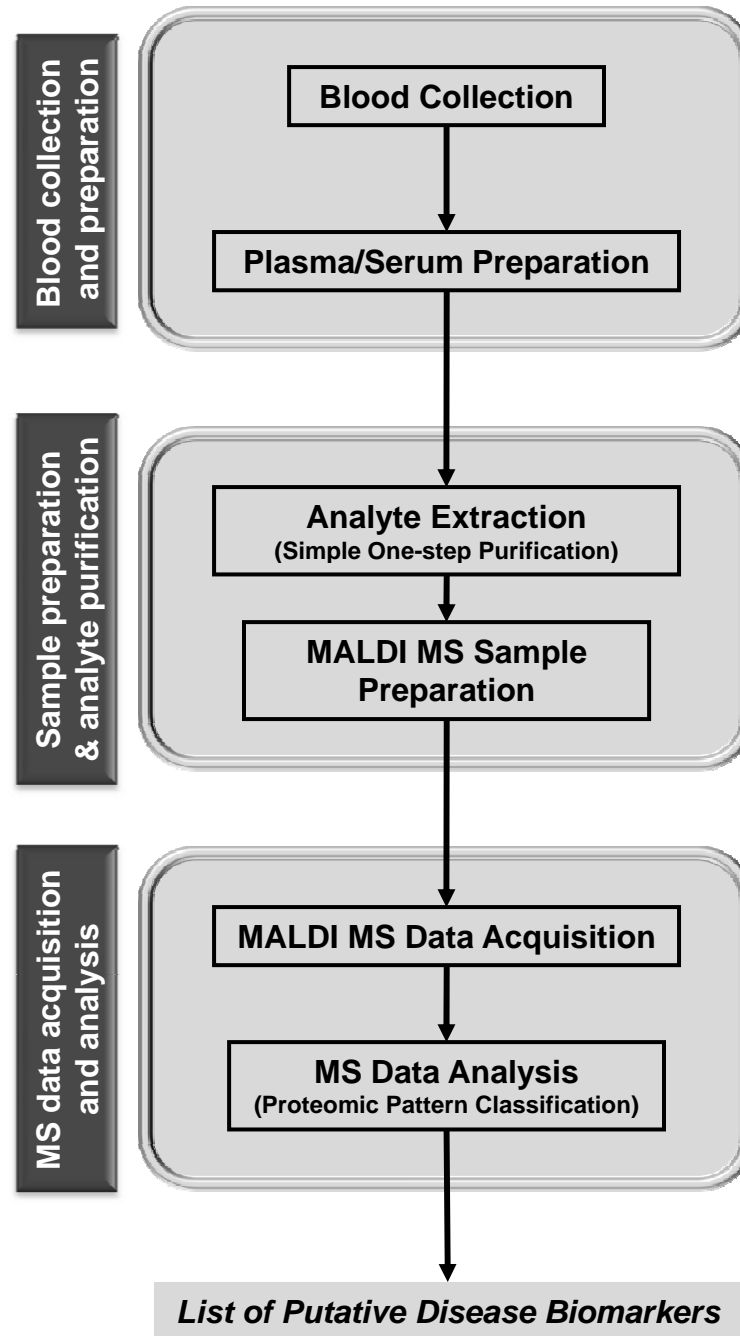 Blood collection
and preparation
Blood Collection
Plasma/Serum Preparation
Sample preparation
& analyte purification
Analyte Extraction
(Simple One-step Purification)
MALDI MS Sample
Preparation
MS data acquisition
and analysis
MALDI MS Data Acquisition
MS Data Analysis
(Proteomic Pattern Classification)
List of Putative Disease Biomarkers